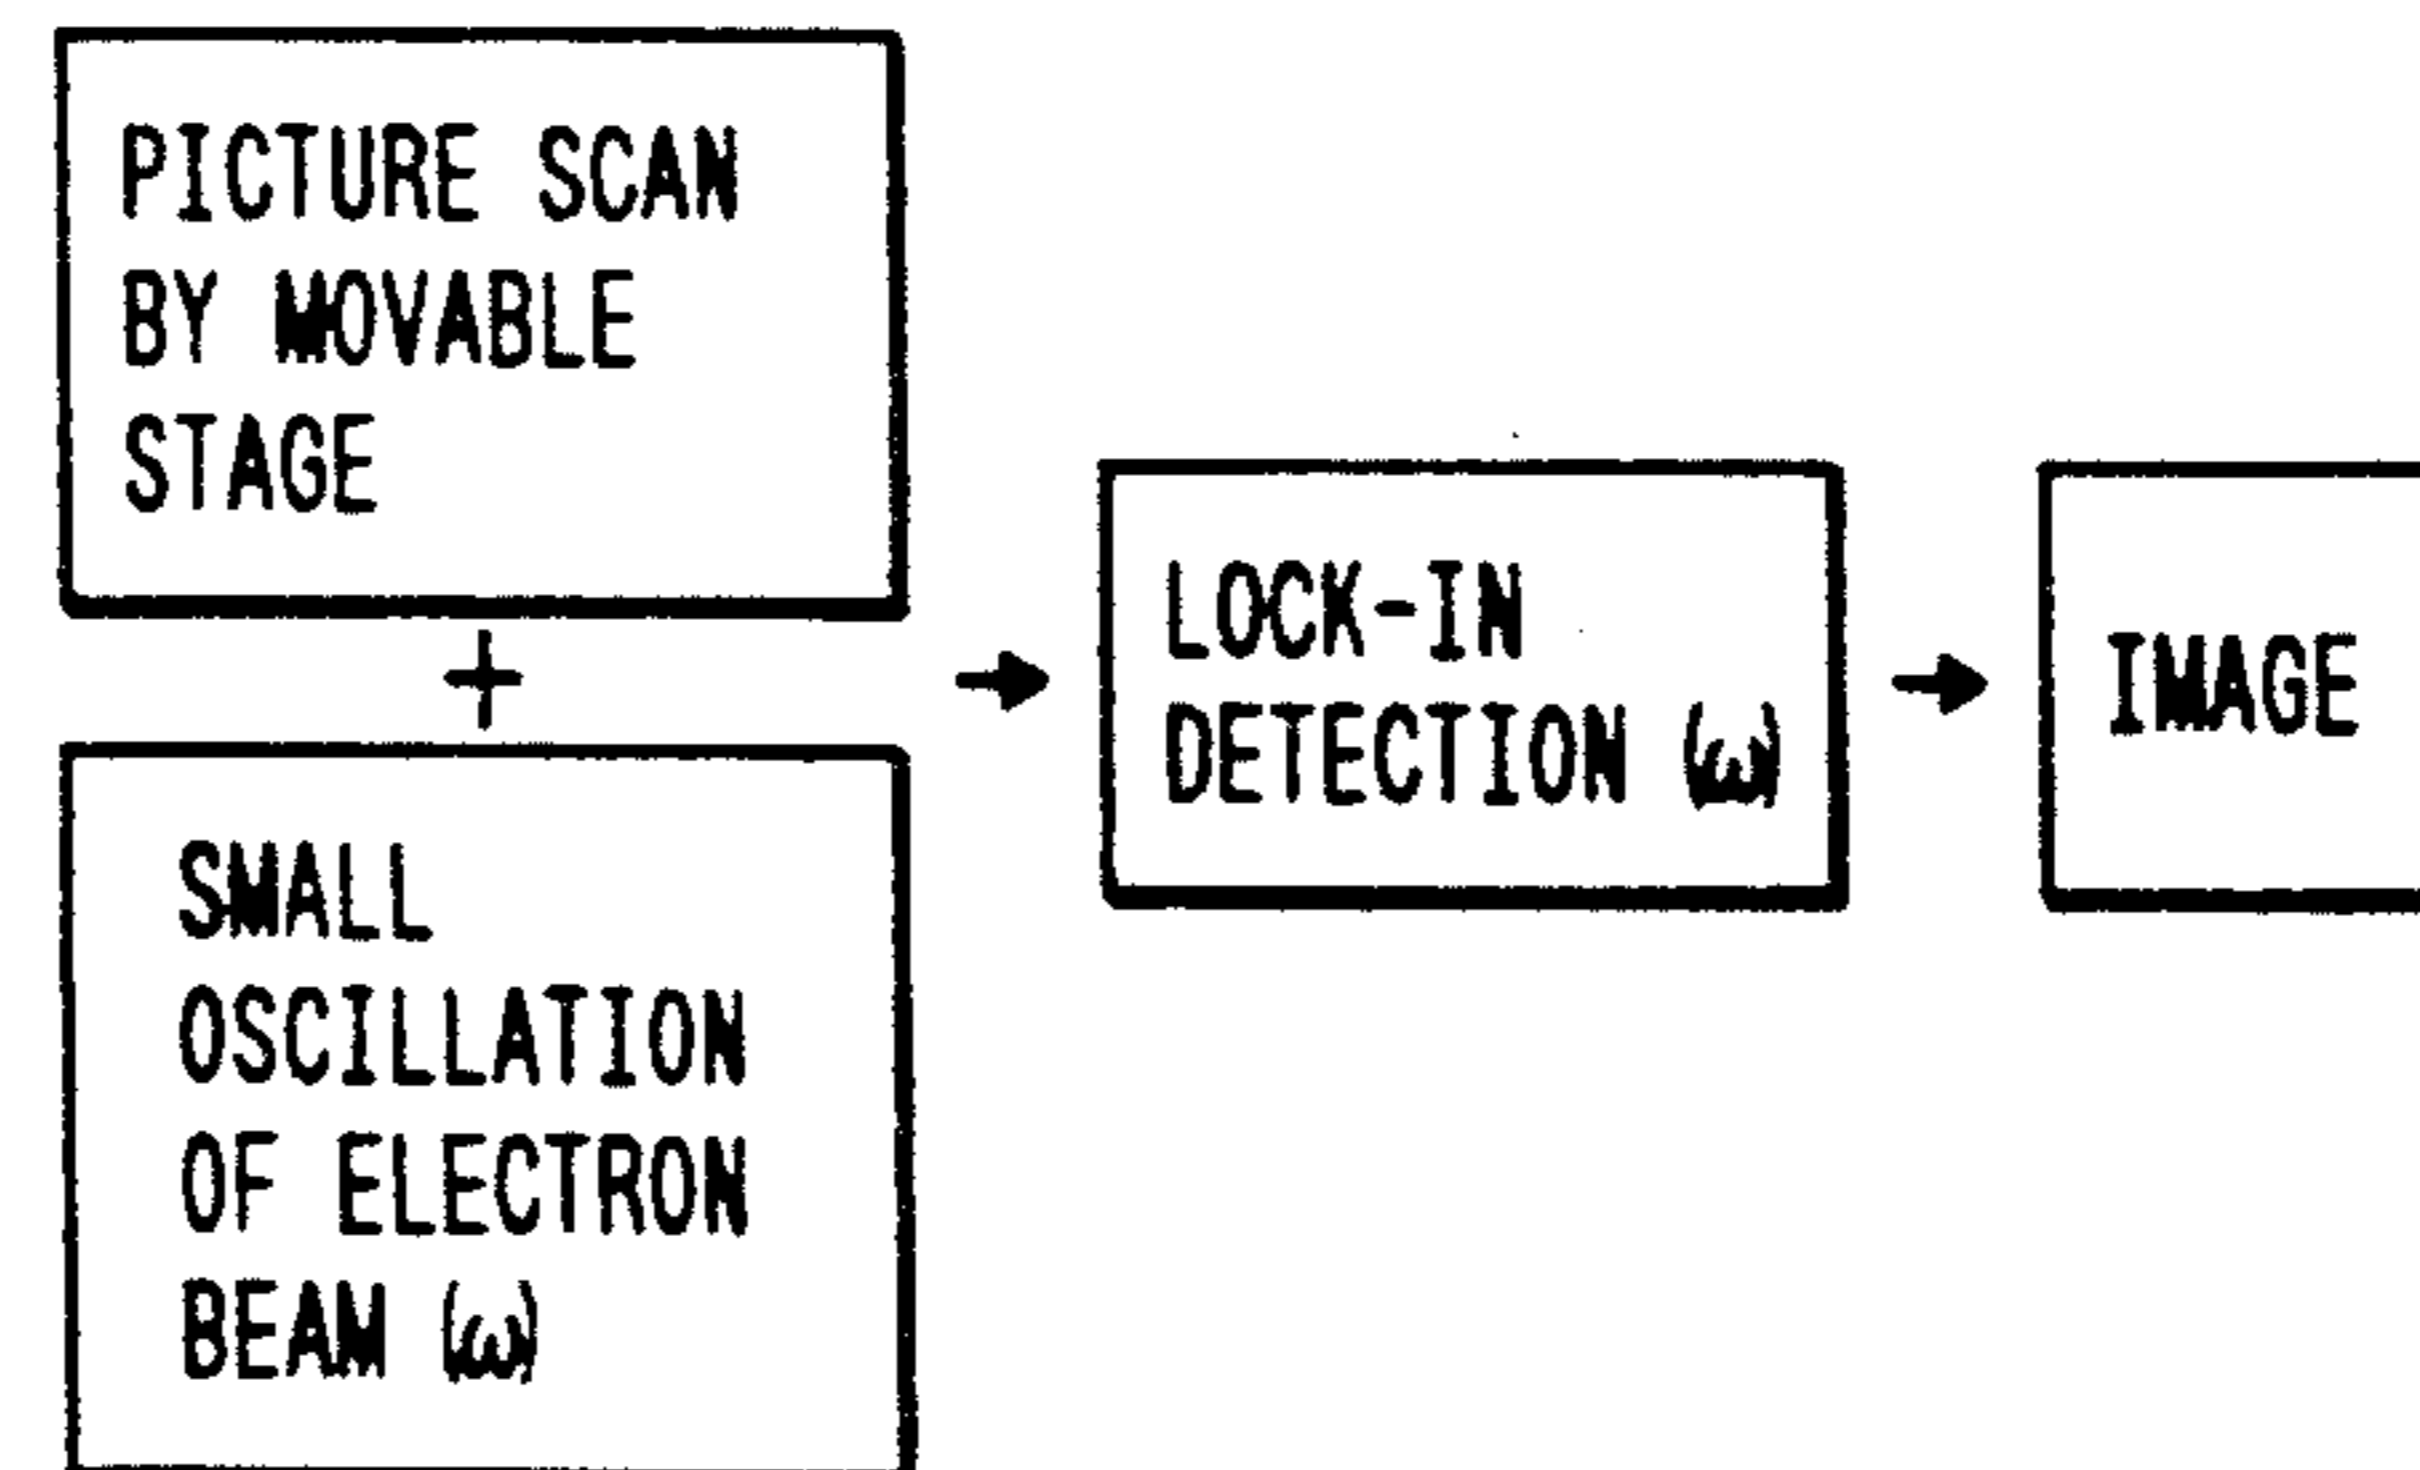 PICTURE SCAN
BY MOVABLE
STAGE
+
SMALL
OSCILLATION
OF ELECTRON
BEAM (ω)
LOCK-IN
DETECTION (ω)
IMAGE